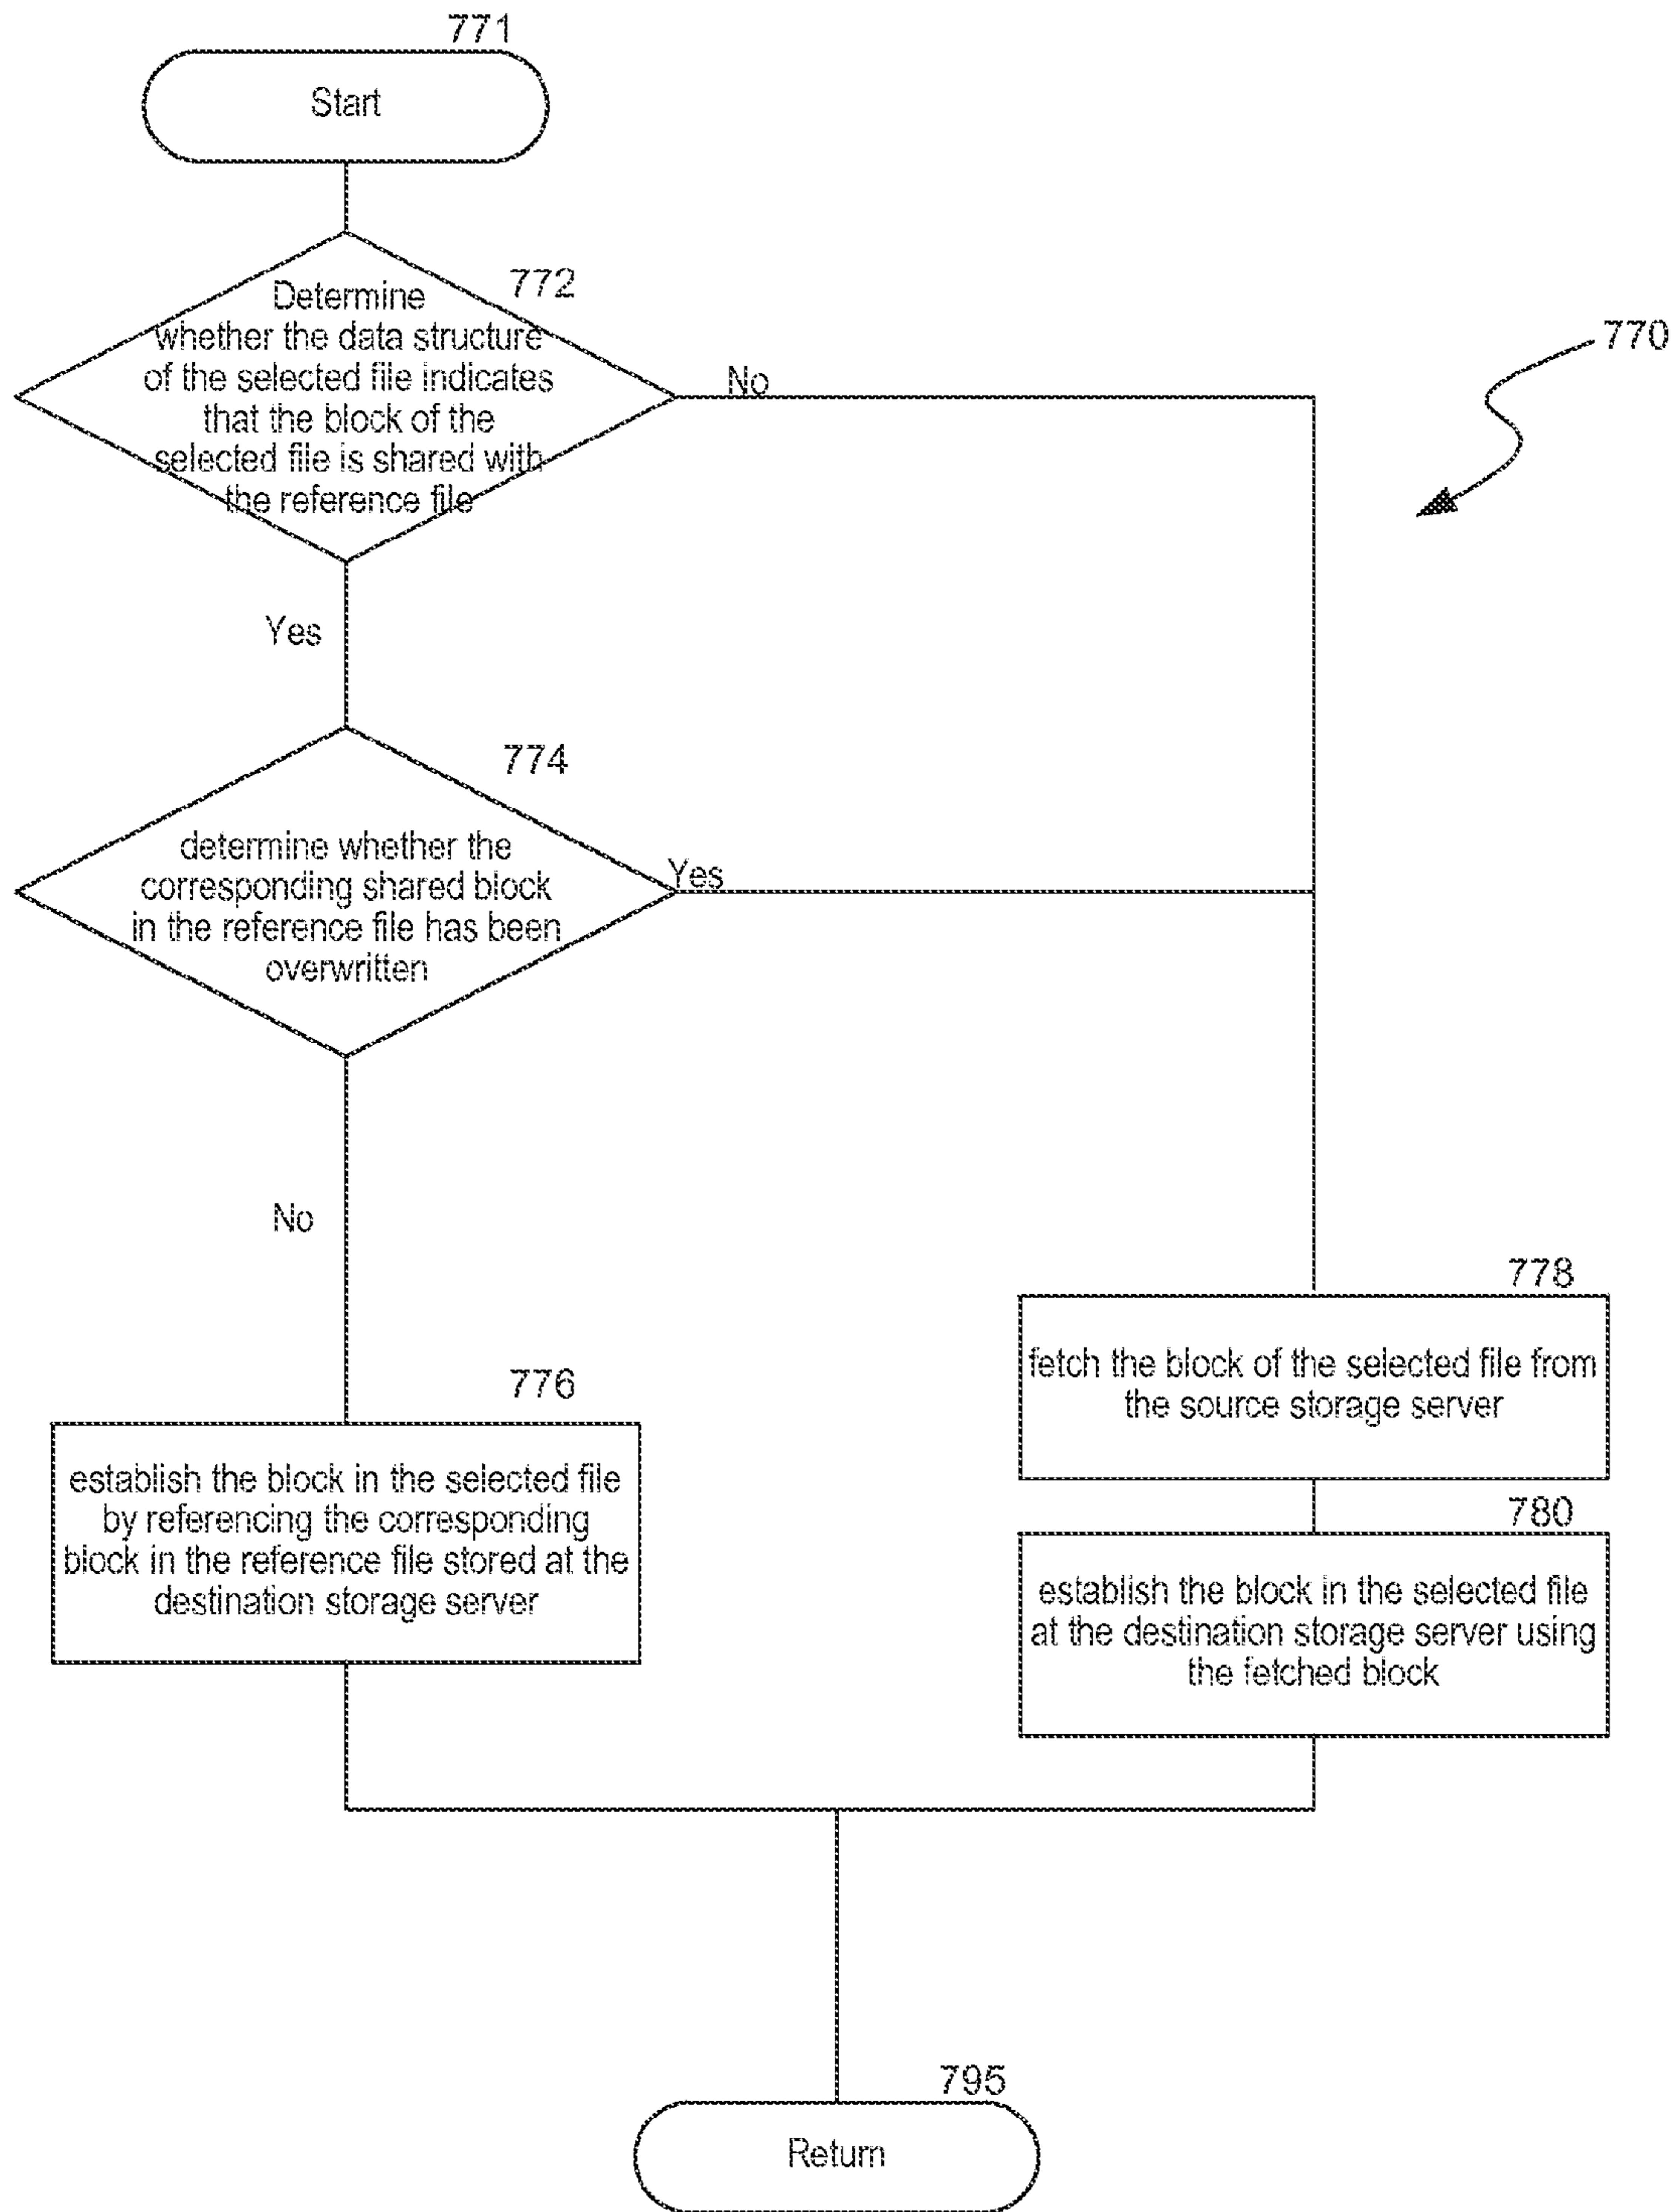 771
Start
772
Determine
whether the data structure
of the selected file indicates
that the block of the
selected file is shared with
the reference file
No
770
Yes
774
determine whether the
corresponding shared block
in the reference file has been
overwritten
Yes
No
778
fetch the block of the selected file from
the source storage server
776
establish the block in the selected file
by referencing the corresponding
block in the reference file stored at the
destination storage server
780
establish the block in the selected file
at the destination storage server using
the fetched block
795
Return